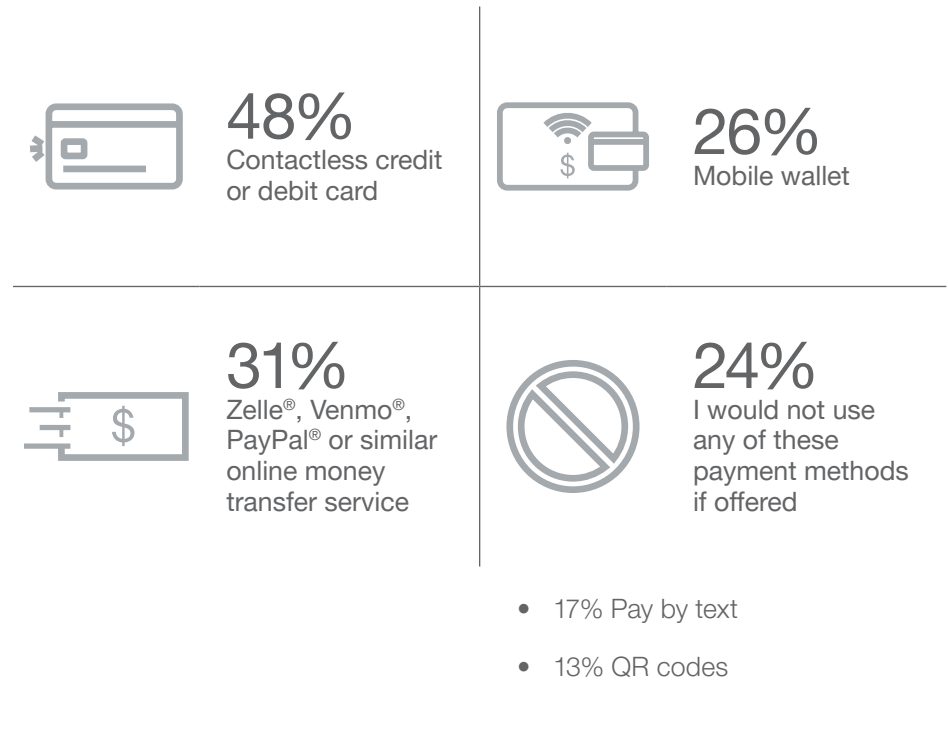 48%
Contactless credit
or debit card
$
26%
Mobile wallet
$
31%
Zelle®, Venmo®,
PayPal® or similar
online money
transfer service
24%
I would not use
any of these
payment methods
if offered
• 17% Pay by text
• 13% QR codes